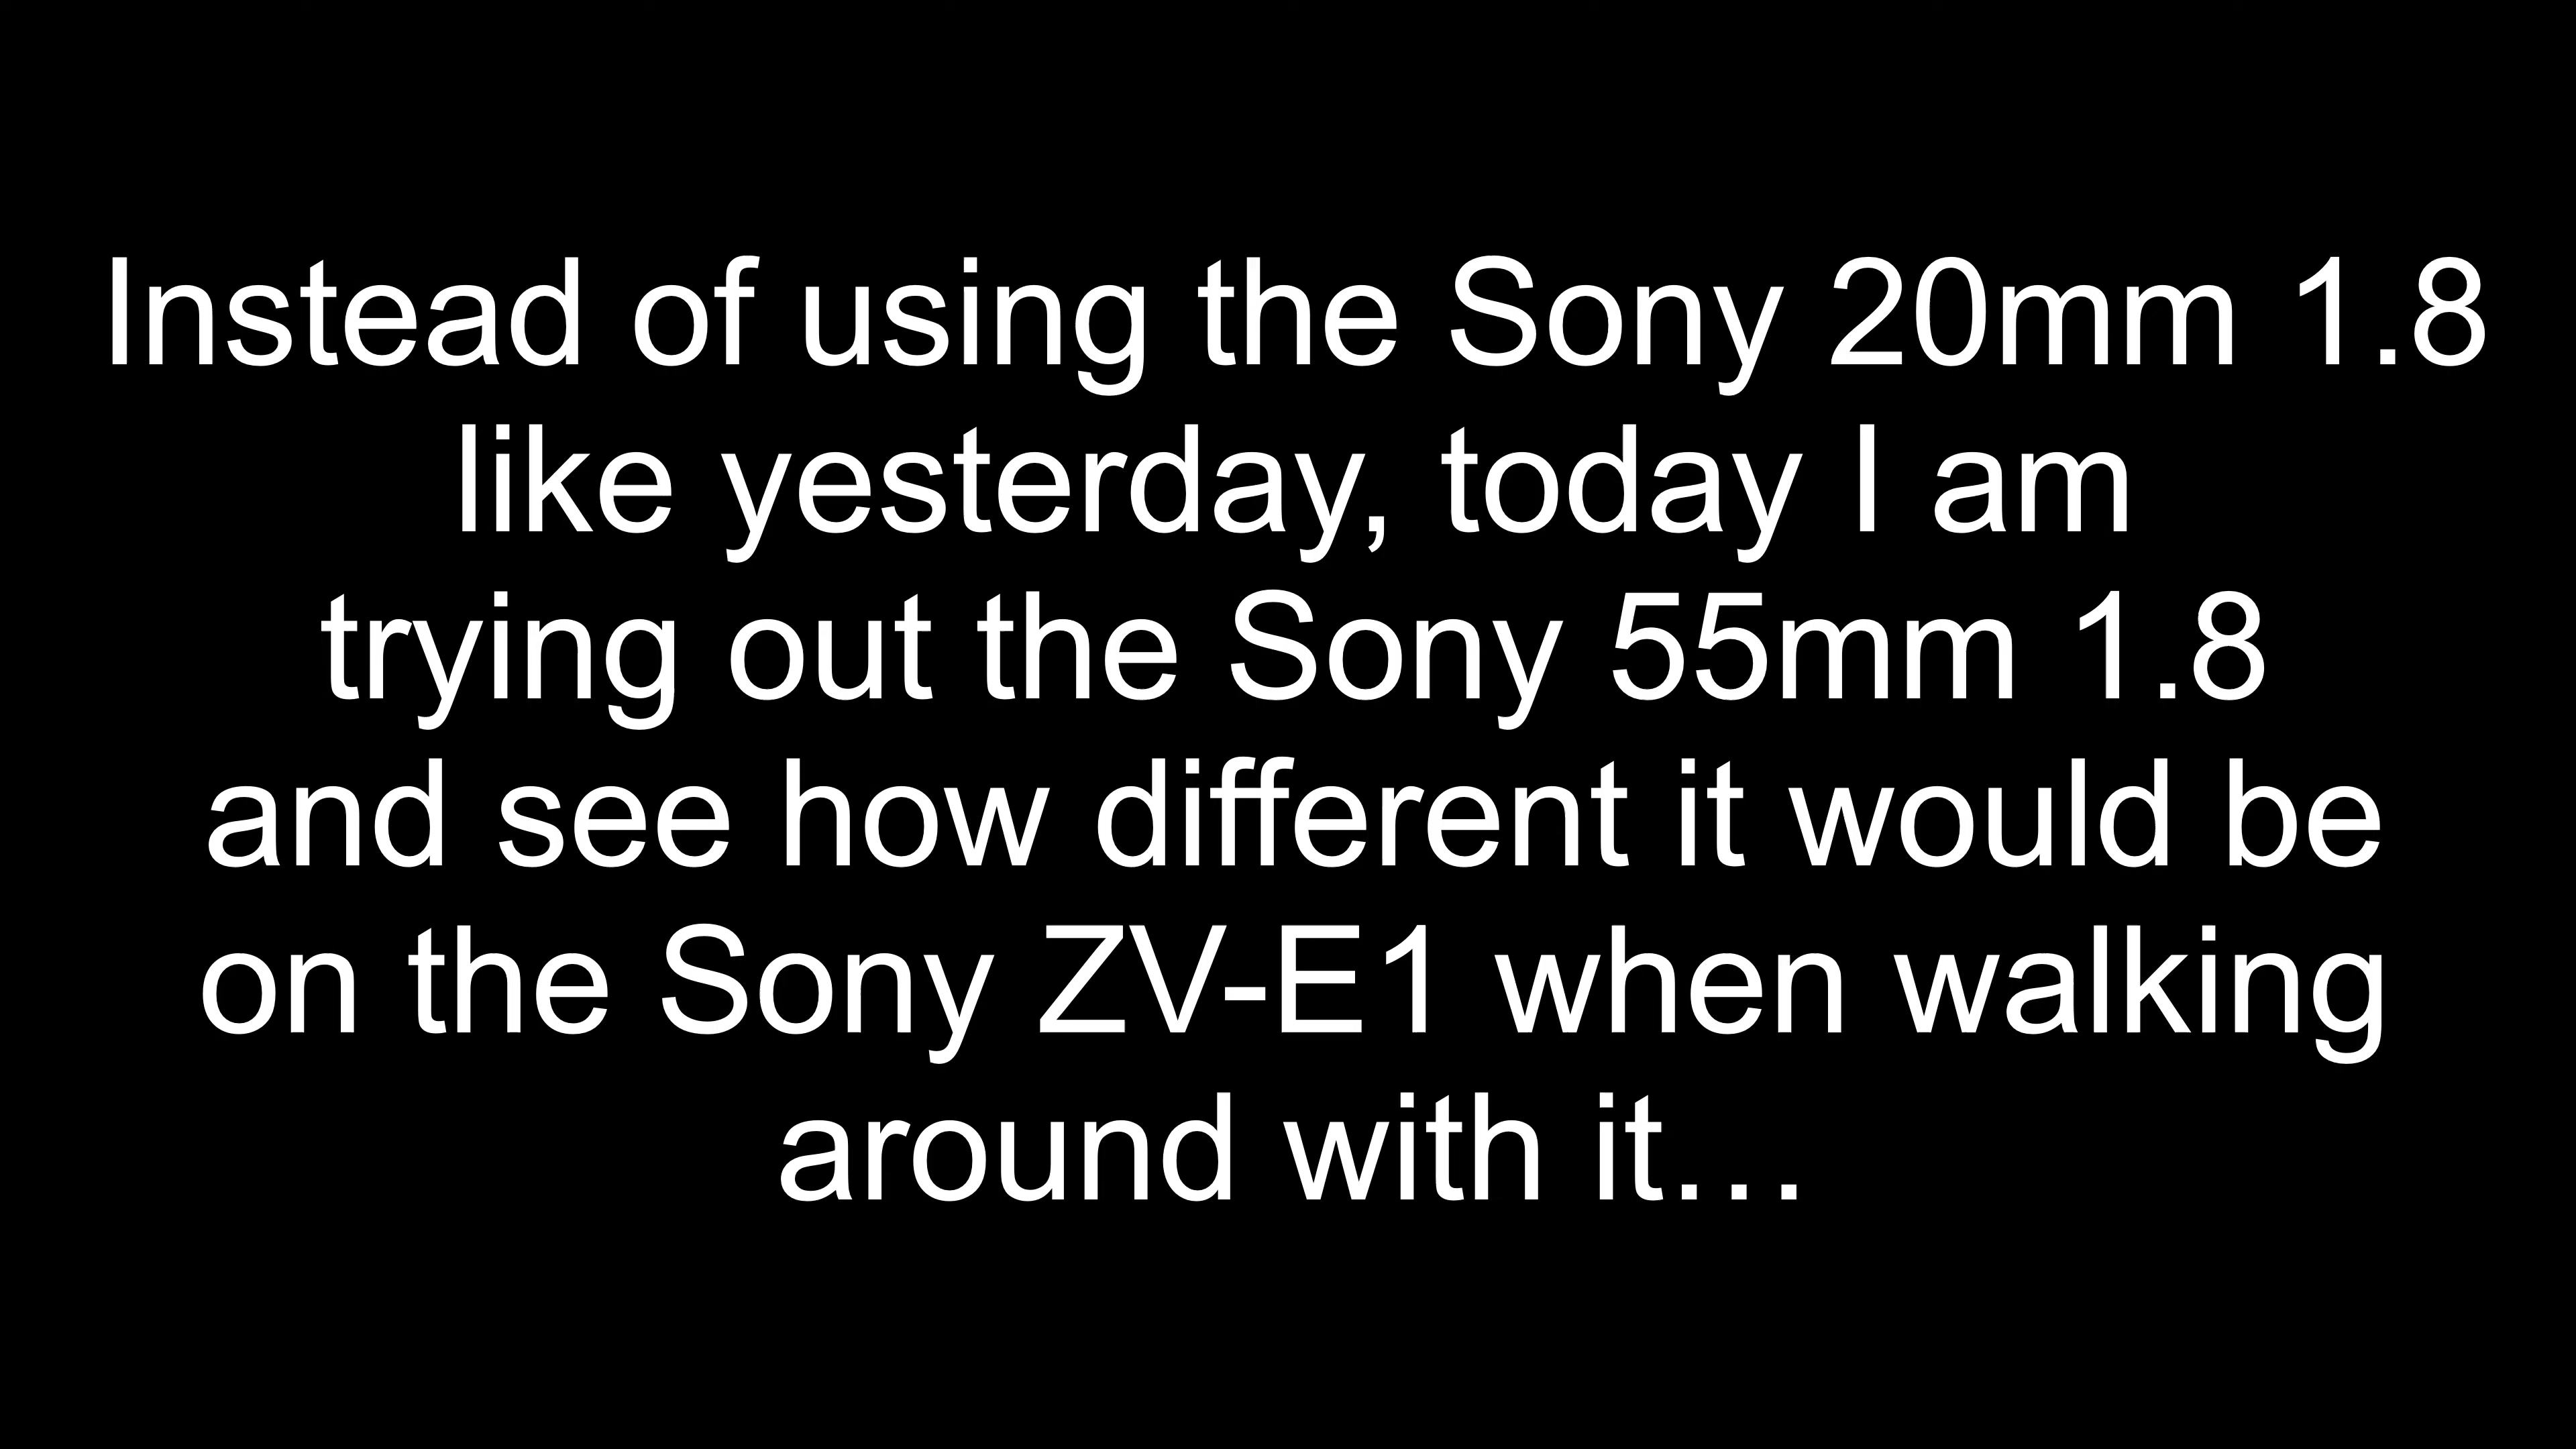 Instead of using the Sony 20mm 1.8
like yesterday, today I am
trying out the Sony 55mm 1.8
and see how different it would be
on the Sony ZV-E1 when walking
around with it…